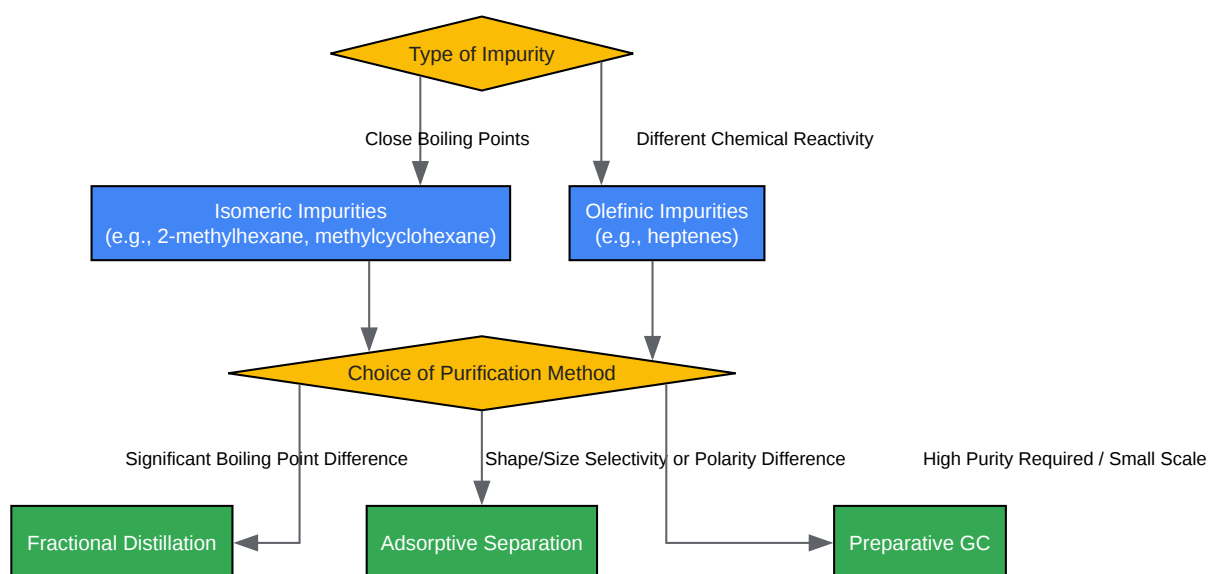 Type of Impurity
Close Boiling Points
Different Chemical Reactivity
Isomeric Impurities
(e.g., 2-methylhexane, methylcyclohexane)
Olefinic Impurities
(e.g., heptenes)
Choice of Purification Method
Significant Boiling Point Difference
Shape/Size Selectivity or Polarity Difference
High Purity Required / Small Scale
Fractional Distillation
Adsorptive Separation
Preparative GC